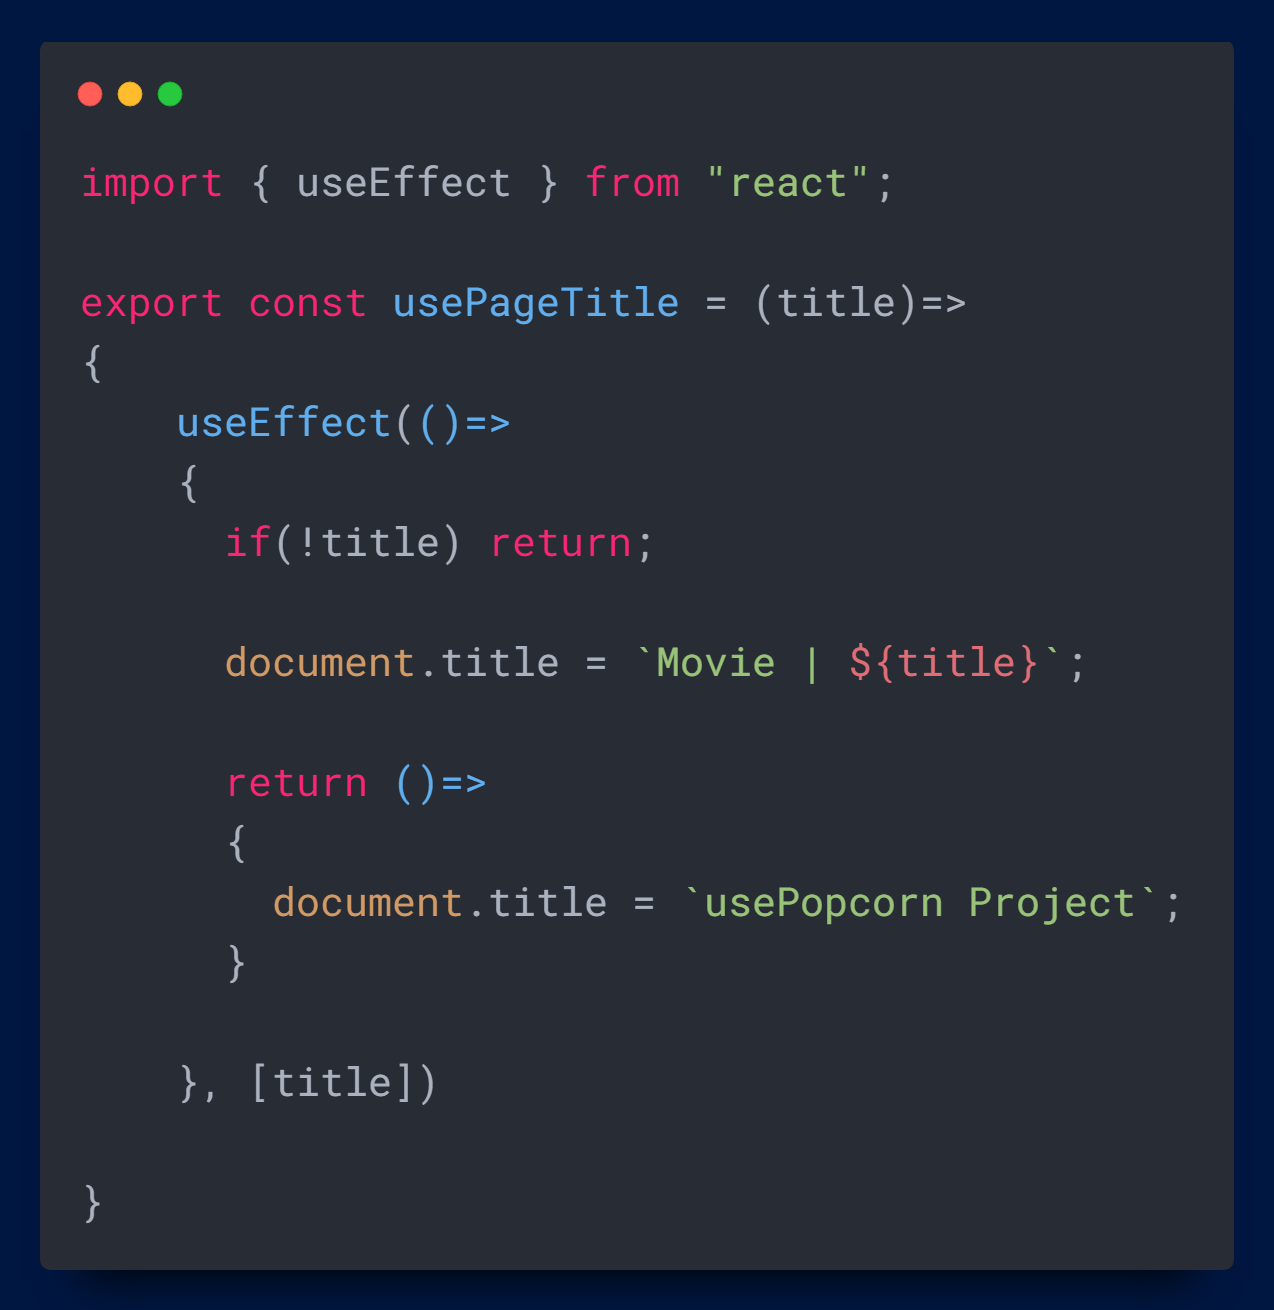 import { useEffect } from "react";
export const usePageTitle = (title)=>
{
    useEffect(()=>
    {
      if(!title) return;
      document.title = `Movie | ${title}`;
      return ()=>
      {
        document.title = `usePopcorn Project`;
      }
    }, [title])
}